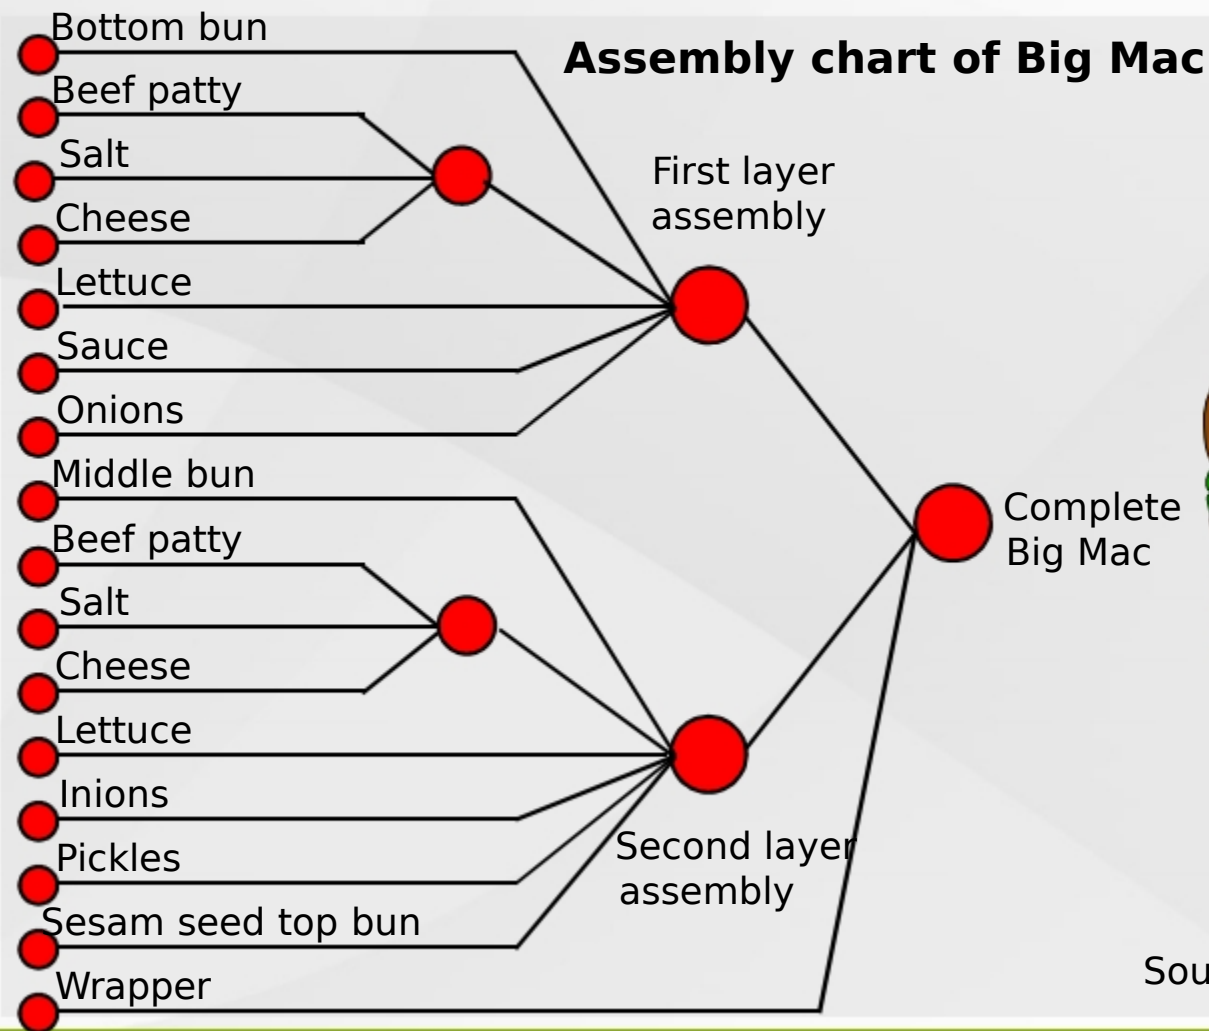 Bottom bun
Assembly chart of Big Mac
Beef patty
Salt
First layer
assembly
Cheese
Lettuce
Sauce
Onions
Middle bun
Complete
Big Mac
Beef patty
Salt
Cheese
Lettuce
Inions
Pickles
Second layer
assembly
Sesam seed top bun
Wrapper